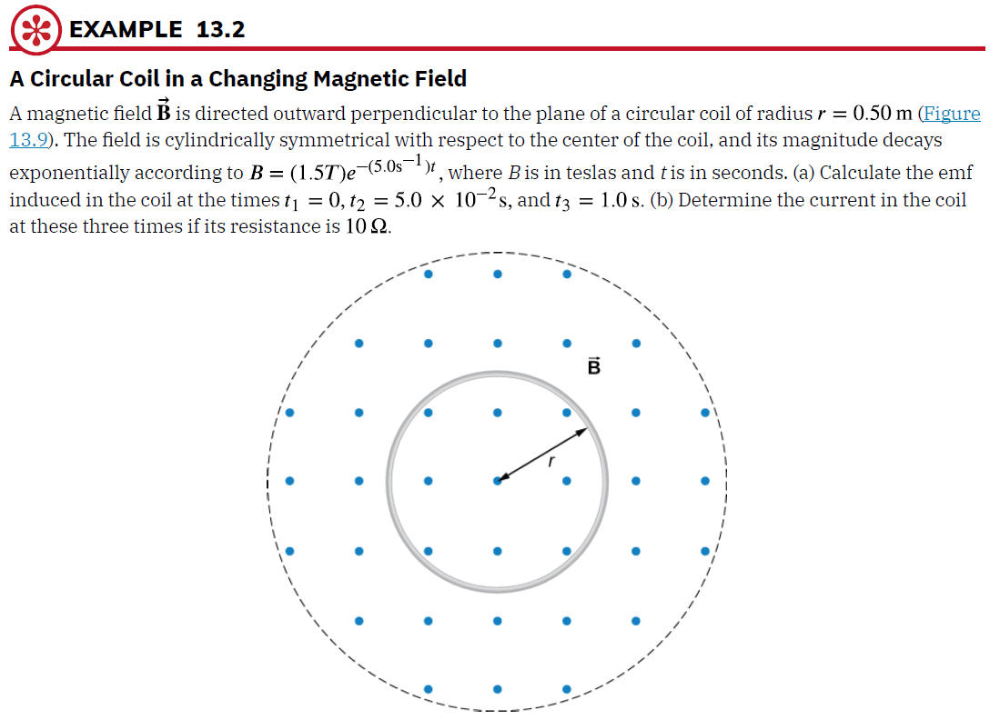 EXAMPLE 13.2
A Circular Coil in a Changing Magnetic Field
A magnetic field B⃗ is directed outward perpendicular to the plane of a circular coil of radius r = 0.50 m (Figure
13.9). The field is cylindrically symmetrical with respect to the center of the coil, and its magnitude decays
exponentially according to B = (1.5T)e^{−(5.0s^{−1})t}, where B is in teslas and t is in seconds. (a) Calculate the emf
induced in the coil at the times t₁ = 0, t₂ = 5.0 × 10⁻²s, and t₃ = 1.0 s. (b) Determine the current in the coil
at these three times if its resistance is 10 Ω.
B⃗
r